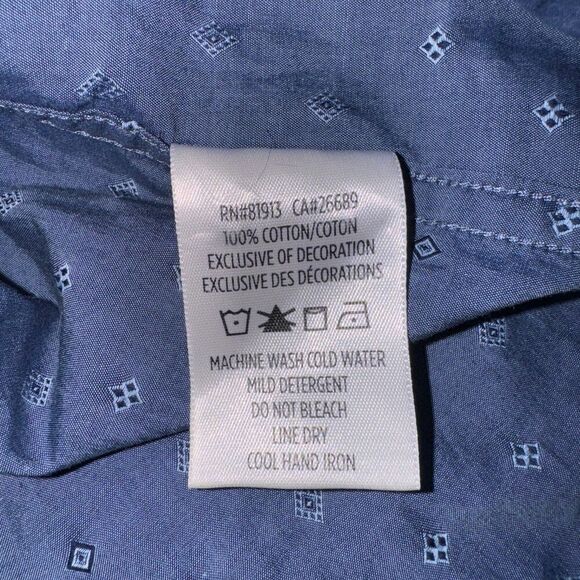 RN#81913 CA#26689
100% COTTON/COTON
EXCLUSIVE OF DECORATION
EXCLUSIVE DES DÉCORATIONS
MACHINE WASH COLD WATER
MILD DETERGENT
DO NOT BLEACH
LINE DRY
COOL HAND IRON